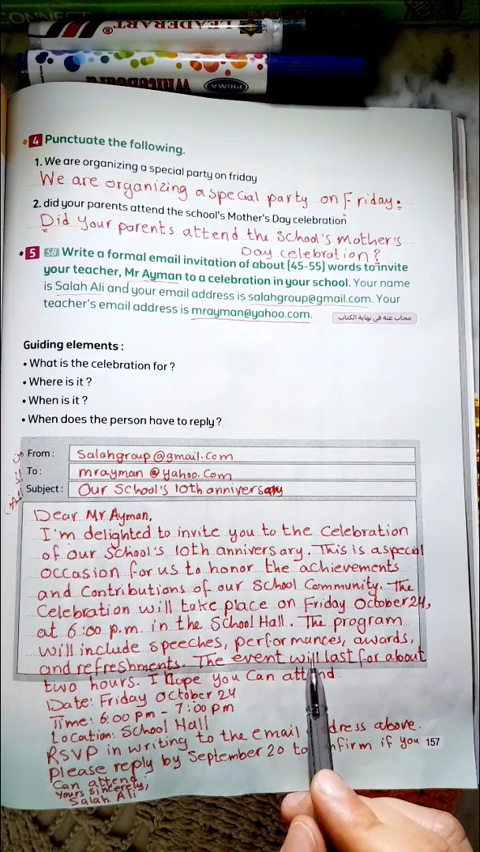 CONNECT
LEADERART
Whiteboard
PRIMA
4 Punctuate the following.
1. We are organizing a special party on friday
We are organizing a special party on Friday.
2. did your parents attend the school's Mother's Day celebration
Did your parents attend the school's mother's
Day celebration?
5 Write a formal email invitation of about [45-55] words to invite
your teacher, Mr Ayman to a celebration in your school. Your name
is Salah Ali and your email address is salahgroup@gmail.com. Your
teacher's email address is mrayman@yahoo.com.
مجاب عنه في نهاية الكتاب
Guiding elements :
• What is the celebration for ?
• Where is it ?
• When is it ?
• When does the person have to reply ?
From : Salahgroup@gmail.com
To : mrayman@yahoo.com
Subject : Our School's 10th anniversary
Dear Mr Ayman,
I'm delighted to invite you to the Celebration
of our School's 10th anniversary. This is a special
occasion for us to honor the achievements
and Contributions of our School Community. The
Celebration will take place on Friday October 24,
at 6:00 p.m. in the School Hall. The program
will include speeches, performances, awards,
and refreshments. The event will last for about
two hours. I hope you Can attend.
Date: Friday October 24
Time: 6:00 Pm - 7:00 pm
Location: School Hall
RSVP in writing to the email address above.
Please reply by September 20 to confirm if you
Can attend.
Yours sincerely,
Salah Ali
157